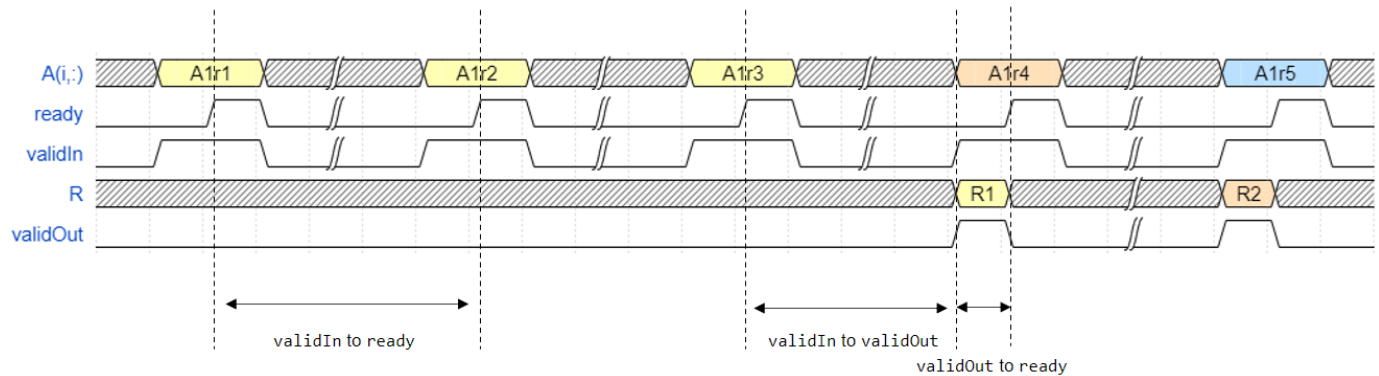 A(i,:) A1r1 A1r2 A1r3 A1r4 A1r5
ready
validIn
R R1 R2
validOut
validIn to ready validIn to validOut
validOut to ready